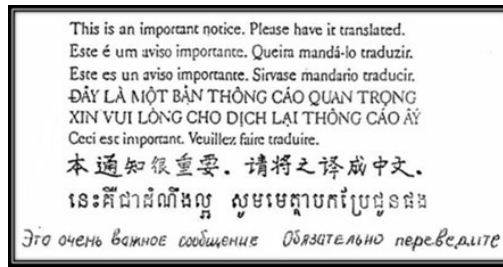 This is an important notice. Please have it translated.
Este é um aviso importante. Queira mandá-lo traduzir.
Este es un aviso importante. Sirvase mandario traducir.
ĐÂY LÀ MỘT BẢN THÔNG CÁO QUAN TRỌNG
XIN VUI LÒNG CHO DỊCH LẠI THÔNG CÁO ẤY
Ceci est important. Veuillez faire traduire.
本通知很重要. 请将之译成中文.
នេះគឺជាដំណឹងល្អ សូមមេត្តាបកប្រែជូនផង
Это очень важное сообщение Обязательно переведите